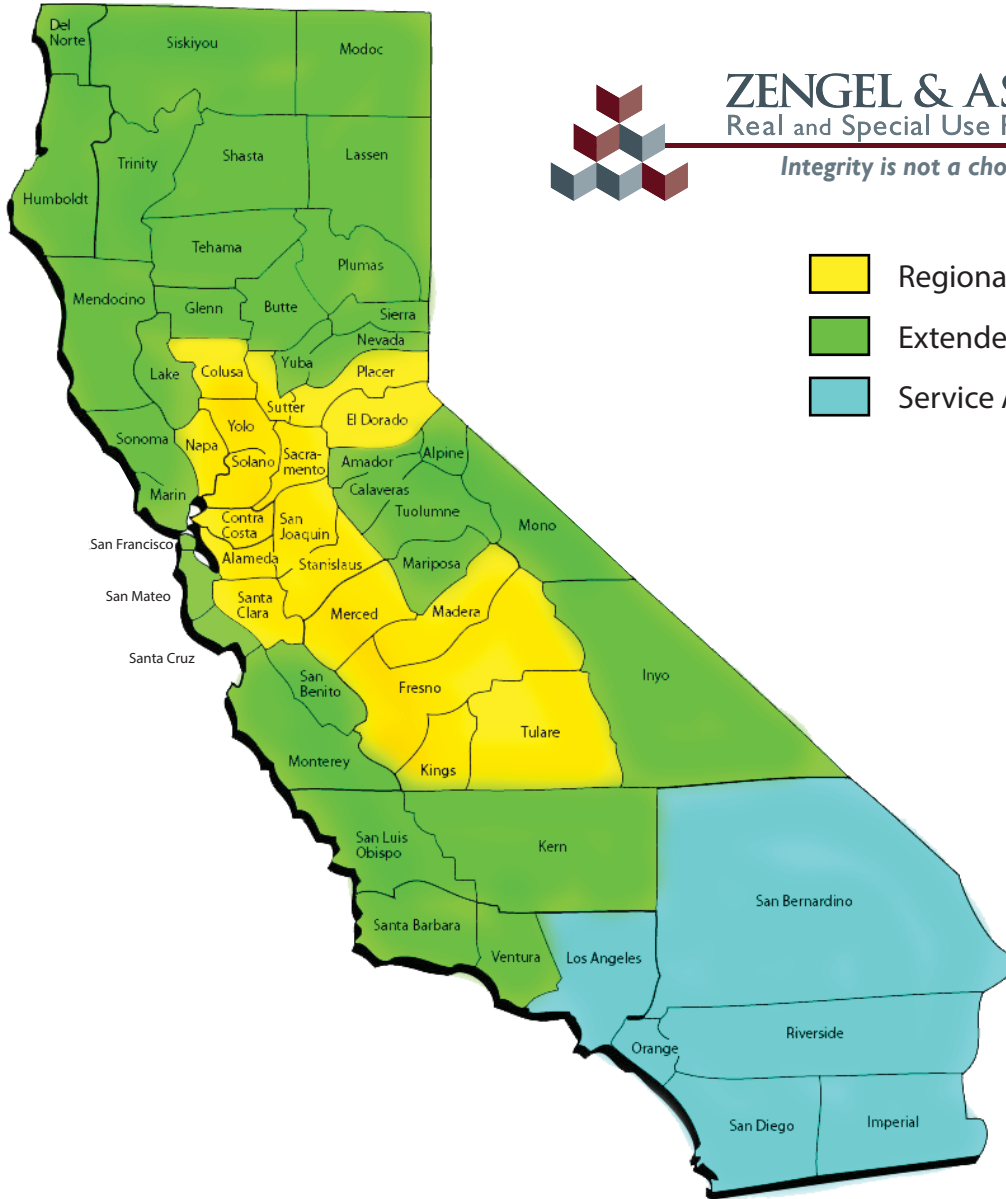 Del
Norte
Siskiyou
Modoc
ZENGEL & AS
Real and Special Use
Integrity is not a cho
Trinity
Shasta
Lassen
Humboldt
Tehama
Plumas
Regiona
Mendocino
Glenn
Butte
Sierra
Extende
Nevada
Lake
Colusa
Yuba
Placer
Service A
Sutter
El Dorado
Sonoma
Napa
Yolo
Solano
Sacra-
mento
Amador
Alpine
Marin
Calaveras
Tuolumne
Mono
Contra
Costa
San
Joaquin
San Francisco
Alameda
Stanislaus
Mariposa
San Mateo
Santa
Clara
Merced
Madera
Santa Cruz
San
Benito
Fresno
Inyo
Tulare
Monterey
Kings
San Luis
Obispo
Kern
San Bernardino
Santa Barbara
Ventura
Los Angeles
Orange
Riverside
San Diego
Imperial